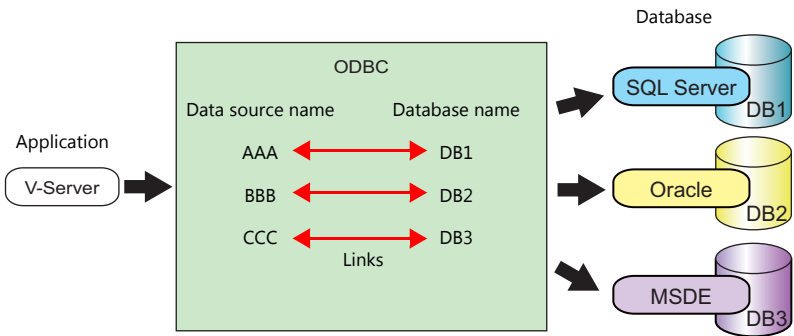 Database
ODBC
SQL Server
DB1
Data source name
Database name
Application
AAA
DB1
V-Server
BBB
DB2
Oracle
DB2
CCC
DB3
Links
MSDE
DB3